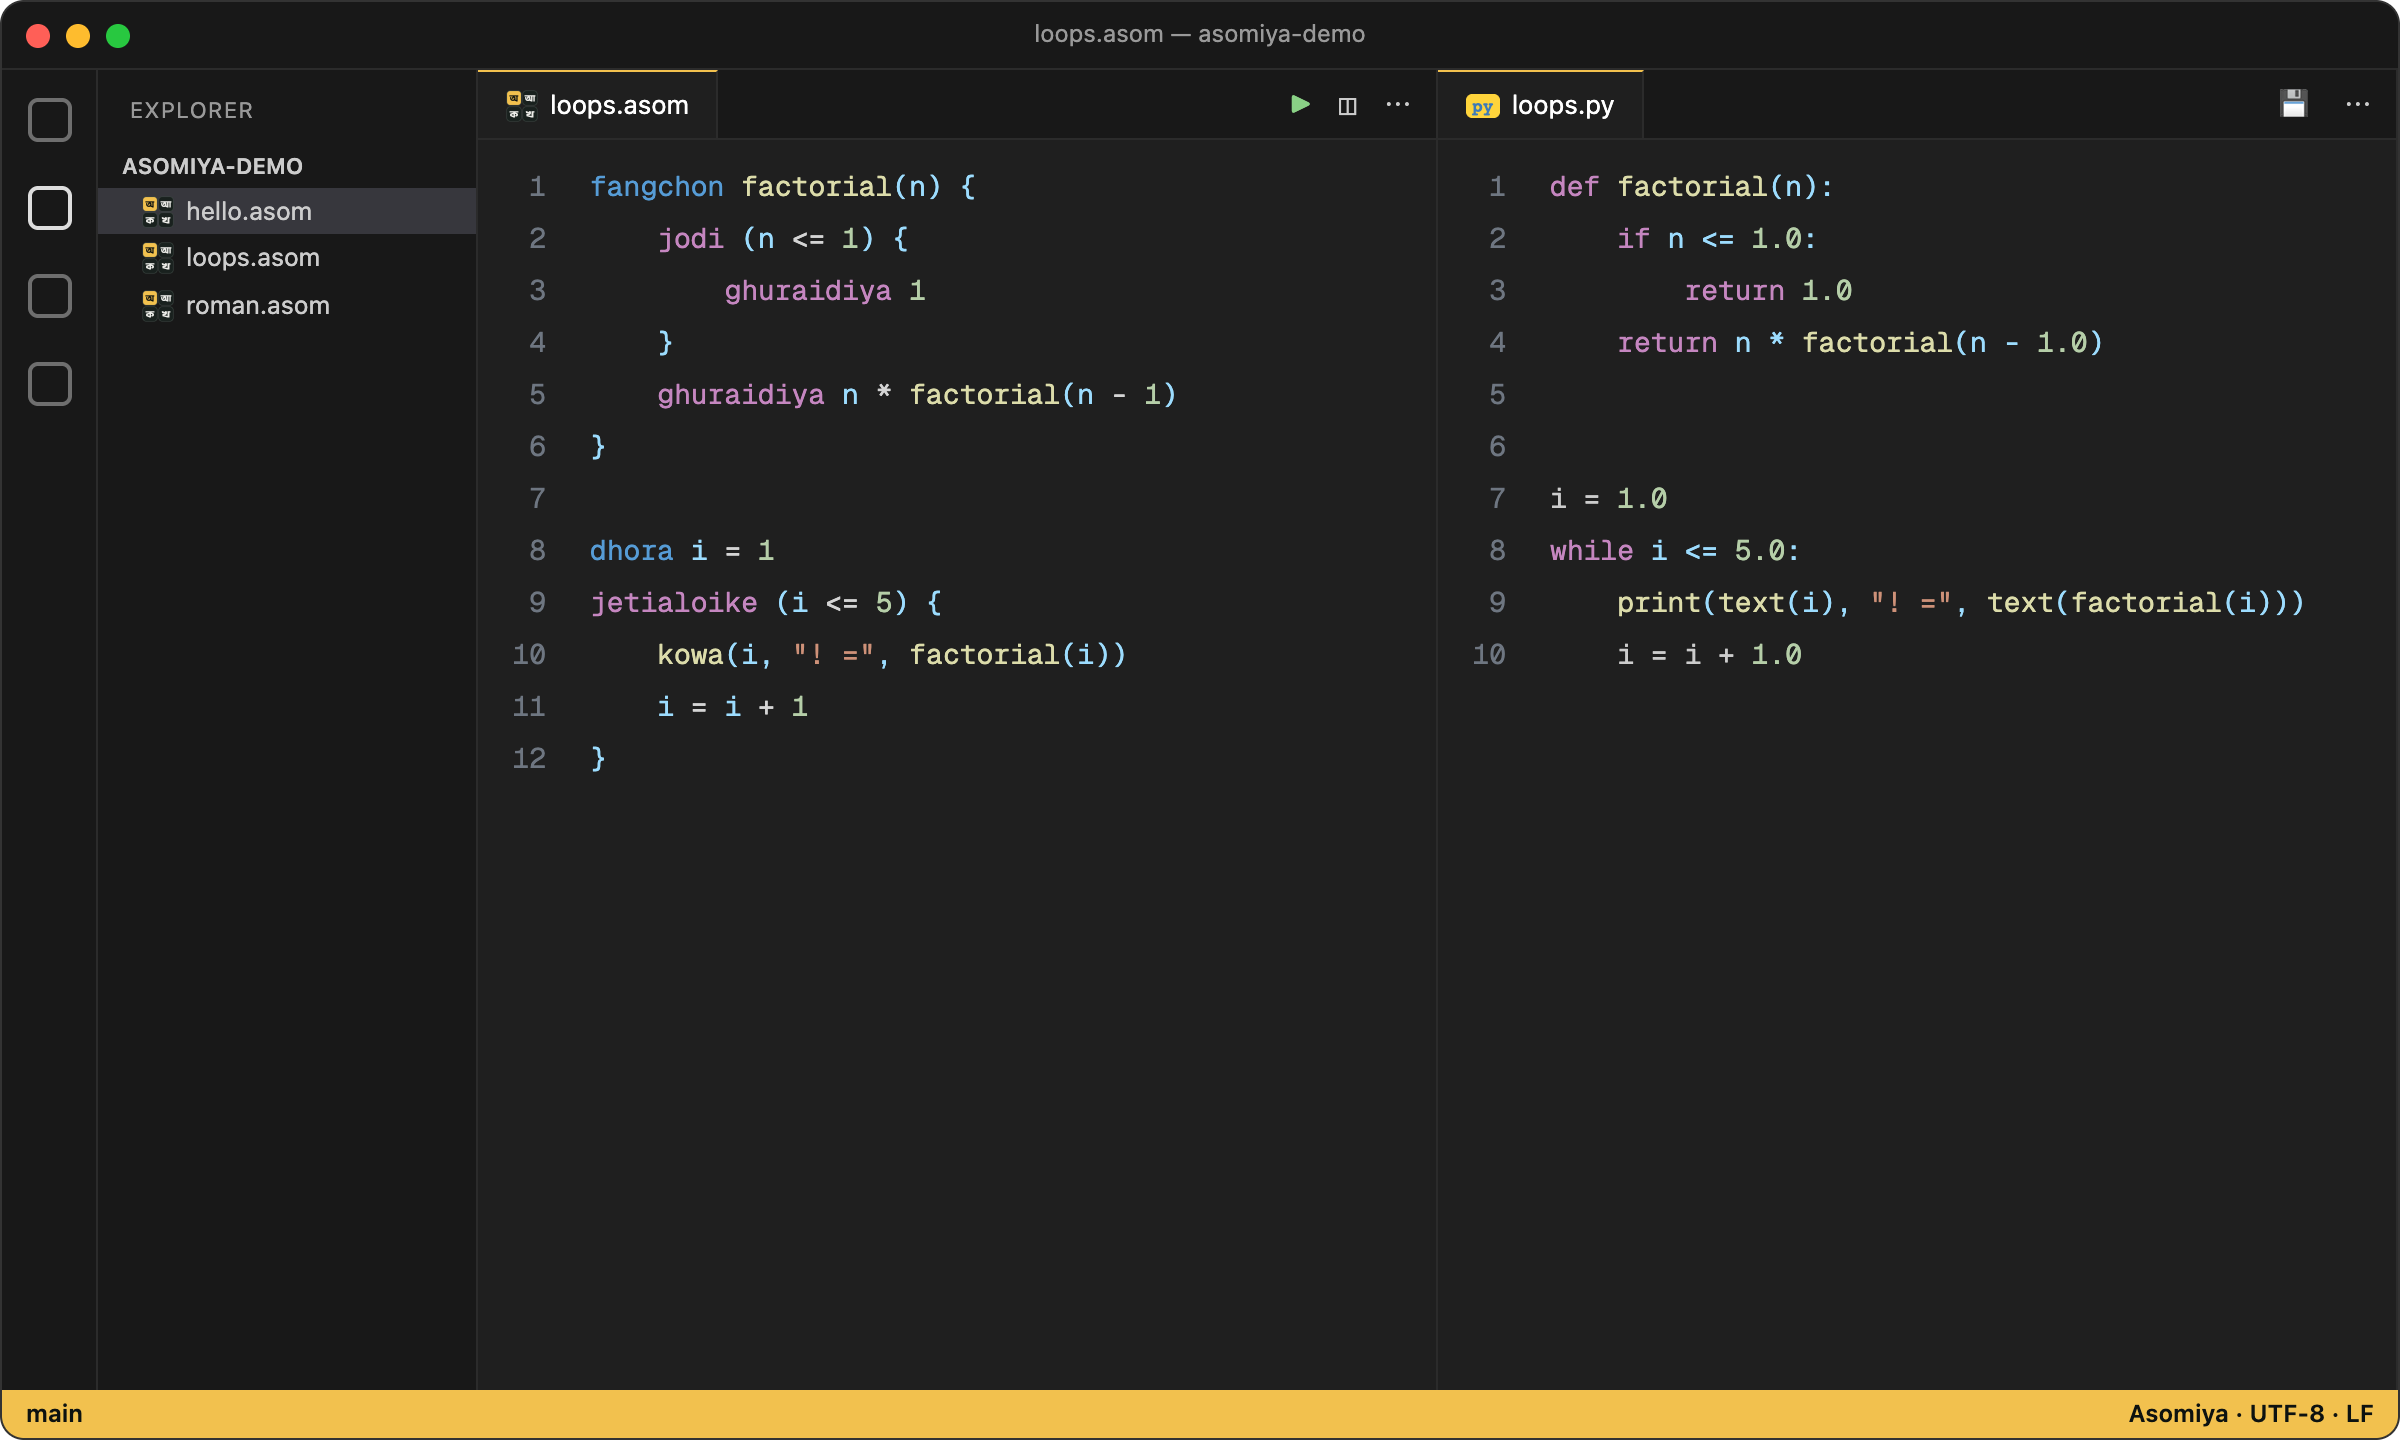 loops.asom — asomiya-demo
EXPLORER
ASOMIYA-DEMO
অ আ
ক খ
hello.asom
অ আ
ক খ
loops.asom
অ আ
ক খ
roman.asom
অ আ
ক খ
loops.asom
1 fangchon factorial(n) {
2     jodi (n <= 1) {
3         ghuraidiya 1
4     }
5     ghuraidiya n * factorial(n - 1)
6 }
7
8 dhora i = 1
9 jetialoike (i <= 5) {
10     kowa(i, "! =", factorial(i))
11     i = i + 1
12 }
py loops.py
1 def factorial(n):
2     if n <= 1.0:
3         return 1.0
4     return n * factorial(n - 1.0)
5
6
7 i = 1.0
8 while i <= 5.0:
9     print(text(i), "! =", text(factorial(i)))
10     i = i + 1.0
main
Asomiya · UTF-8 · LF